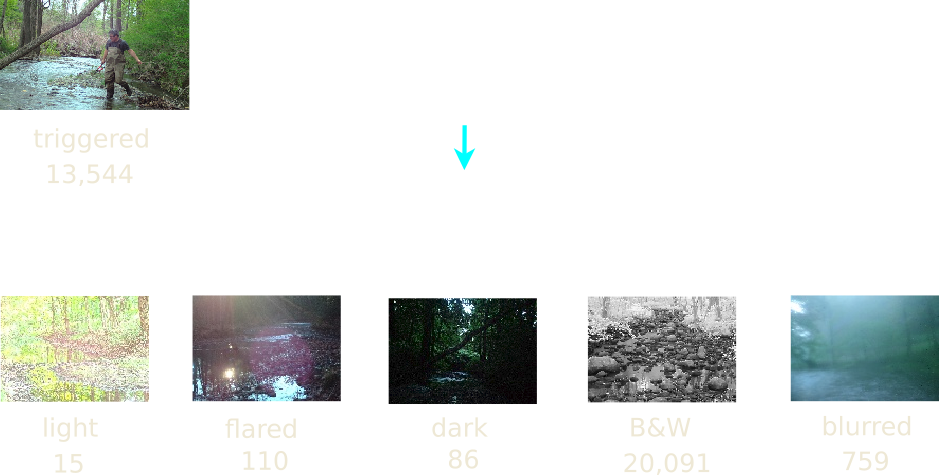 triggered
13,544
light
15
flared
110
dark
86
B&W
20,091
blurred
759